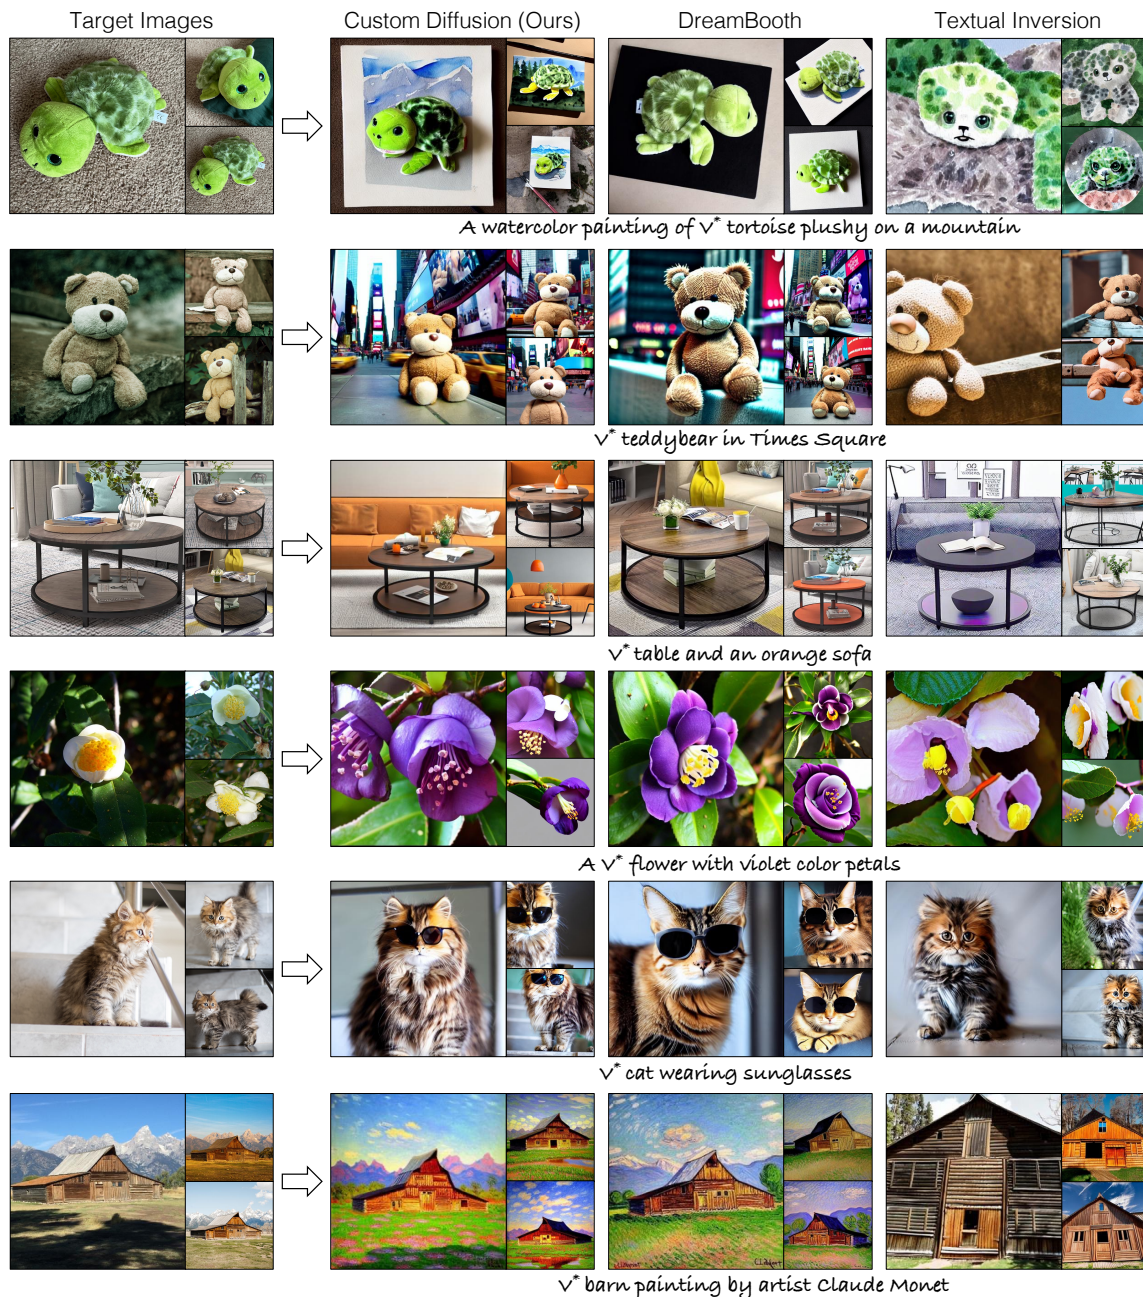 Target Images
Custom Diffusion (Ours)
DreamBooth
Textual Inversion
A watercolor painting of V* tortoise plushy on a mountain
V* teddybear in Times Square
V* table and an orange sofa
A V* flower with violet color petals
V* cat wearing sunglasses
V* barn painting by artist Claude Monet